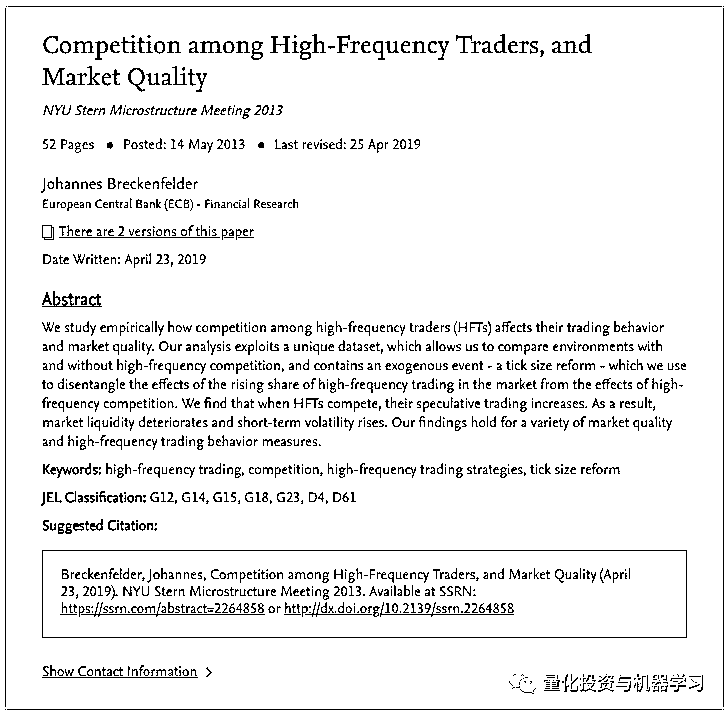 Competition among High-Frequency Traders, and
Market Quality
NYU Stern Microstructure Meeting 2013
52 Pages • Posted: 14 May 2013 • Last revised: 25 Apr 2019
Johannes Breckenfelder
European Central Bank (ECB) - Financial Research
There are 2 versions of this paper
Date Written: April 23, 2019
Abstract
We study empirically how competition among high-frequency traders (HFTs) affects their trading behavior
and market quality. Our analysis exploits a unique dataset, which allows us to compare environments with
and without high-frequency competition, and contains an exogenous event - a tick size reform - which we use
to disentangle the effects of the rising share of high-frequency trading in the market from the effects of high-
frequency competition. We find that when HFTs compete, their speculative trading increases. As a result,
market liquidity deteriorates and short-term volatility rises. Our findings hold for a variety of market quality
and high-frequency trading behavior measures.
Keywords: high-frequency trading, competition, high-frequency trading strategies, tick size reform
JEL Classification: G12, G14, G15, G18, G23, D4, D61
Suggested Citation:
Breckenfelder, Johannes, Competition among High-Frequency Traders, and Market Quality (April
23, 2019). NYU Stern Microstructure Meeting 2013. Available at SSRN:
https://ssrn.com/abstract=2264858 or http://dx.doi.org/10.2139/ssrn.2264858
Show Contact Information >
量化投资与机器学习